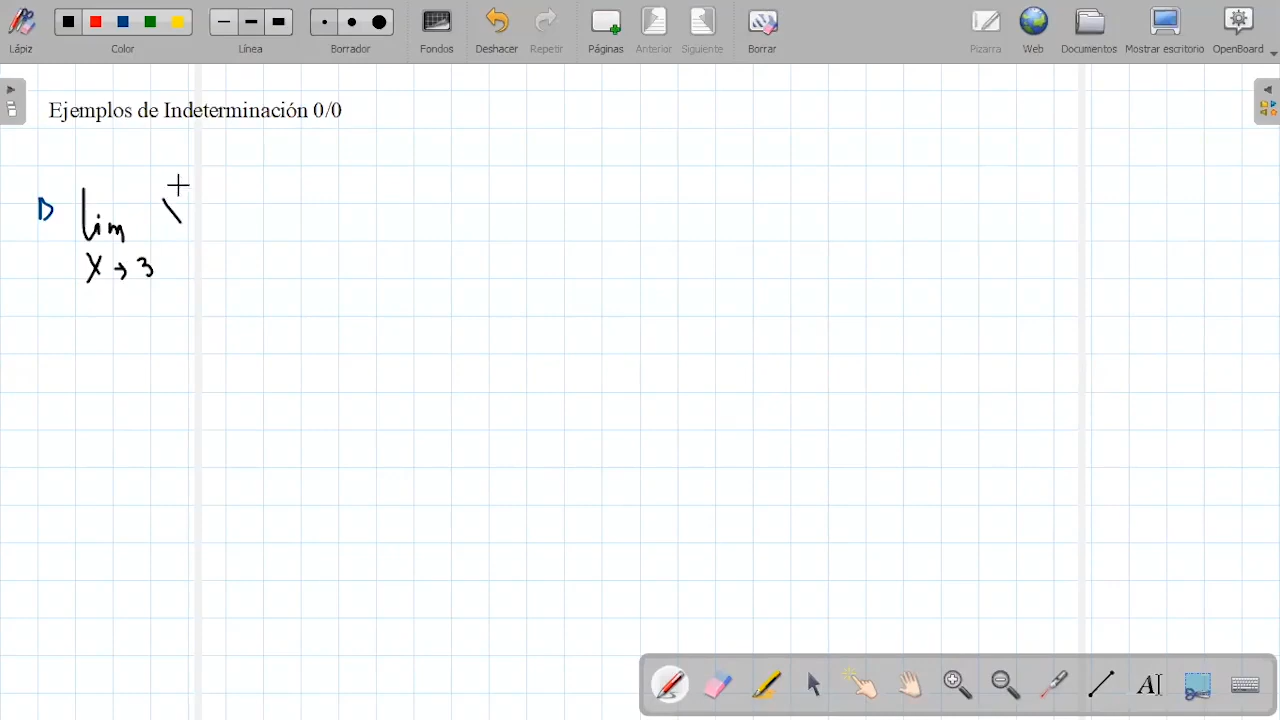 Lápiz Color Línea Borrador Fondos Deshacer Repetir Páginas Anterior Siguiente Borrar Pizarra Web Documentos Mostrar escritorio OpenBoard
Ejemplos de Indeterminación 0/0
lim
x → 3